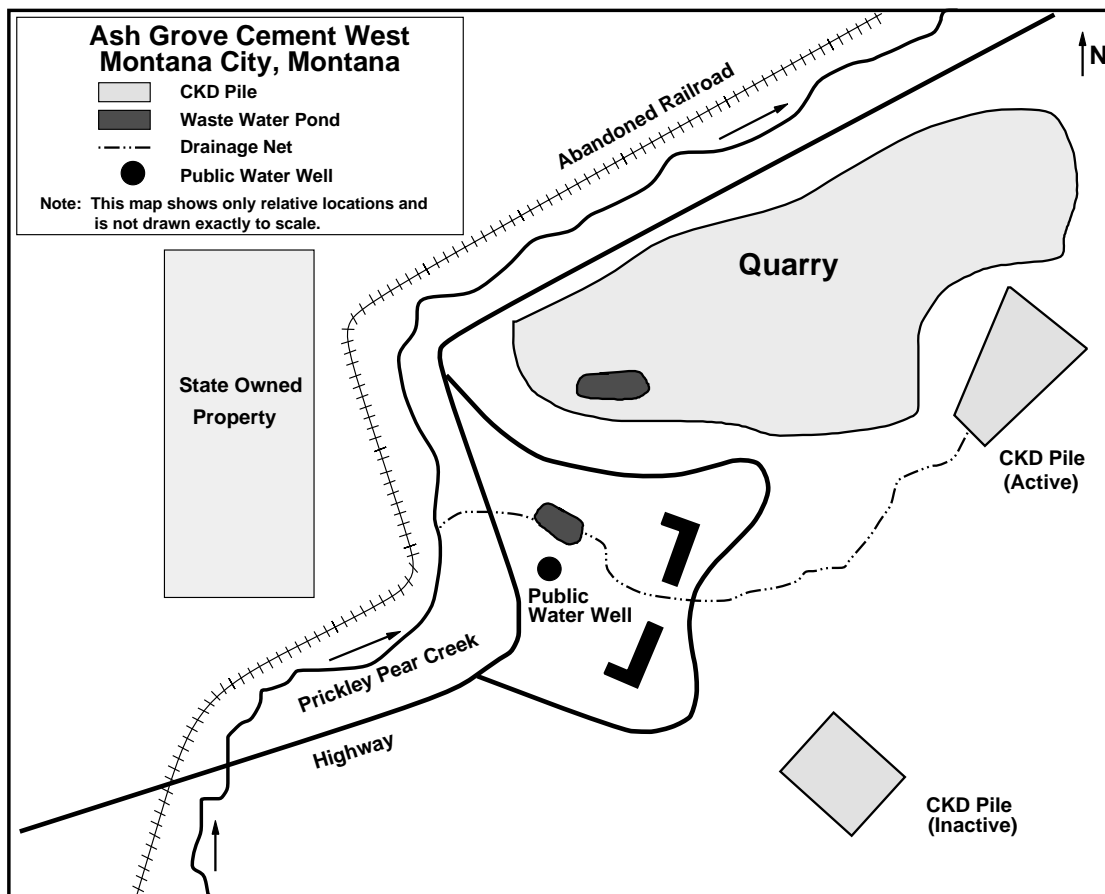 Ash Grove Cement West
Montana City, Montana
CKD Pile
Waste Water Pond
Drainage Net
Public Water Well
Note: This map shows only relative locations and
is not drawn exactly to scale.
N
Abandoned Railroad
Quarry
State Owned
Property
CKD Pile
(Active)
Public
Water Well
Prickley Pear Creek
Highway
CKD Pile
(Inactive)